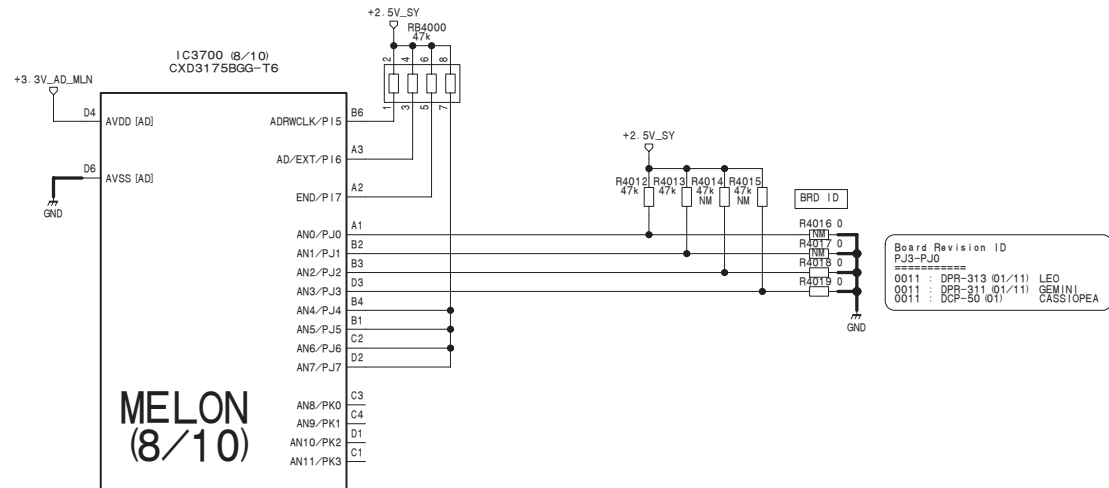 +2.5V_SY
RB4000
47k
IC3700 (8/10)
CXD3175BGG-T6
+3.3V_AD_MLN
2 4 6 8
1 3 5 7
D4 AVDD [AD]
ADRWCLK/PI5 B6
AD/EXT/PI6 A3
D6 AVSS [AD]
GND
END/PI7 A2
+2.5V_SY
R4012 R4013 R4014 R4015
47k 47k 47k 47k
NM NM
BRD ID
AN0/PJ0 A1
R4016 0
NM
AN1/PJ1 B2
R4017 0
NM
AN2/PJ2 B3
R4018 0
AN3/PJ3 D3
R4019 0
GND
AN4/PJ4 B4
AN5/PJ5 B1
AN6/PJ6 C2
AN7/PJ7 D2
AN8/PK0 C3
AN9/PK1 C4
AN10/PK2 D1
AN11/PK3 C1
MELON
(8/10)
Board Revision ID
PJ3-PJ0
===========
0011 : DPR-313 (01/11) LEO
0011 : DPR-311 (01/11) GEMINI
0011 : DCP-50 (01) CASSIOPEA